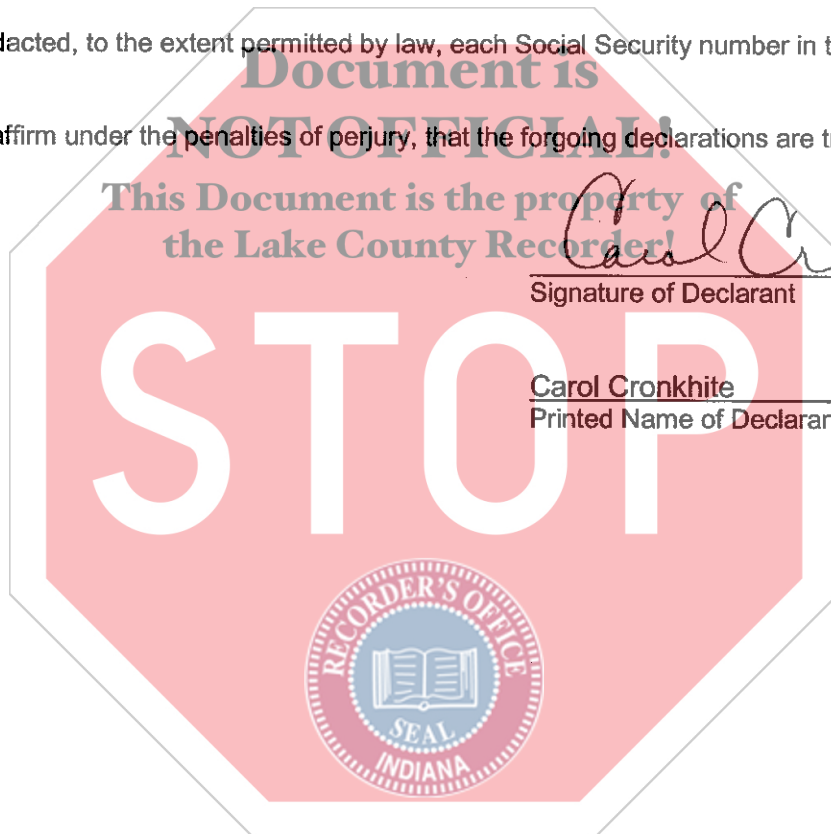 dacted, to the extent permitted by law, each Social Security number in t
Document is
affirm under the penalties of perjury, that the forgoing declarations are t
NOT OFFICIAL!
This Document is the property of
the Lake County Recorder!
Carol Cr
Signature of Declarant
STOP
Carol Cronkhite
Printed Name of Declaran
RECORDER'S OFFICE
SEAL
INDIANA